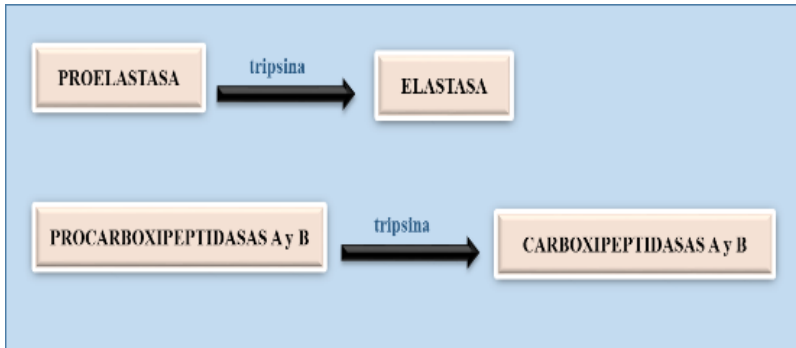 tripsina
PROELASTASA
ELASTASA
tripsina
PROCARBOXIPEPTIDASAS A y B
CARBOXIPEPTIDASAS A y B